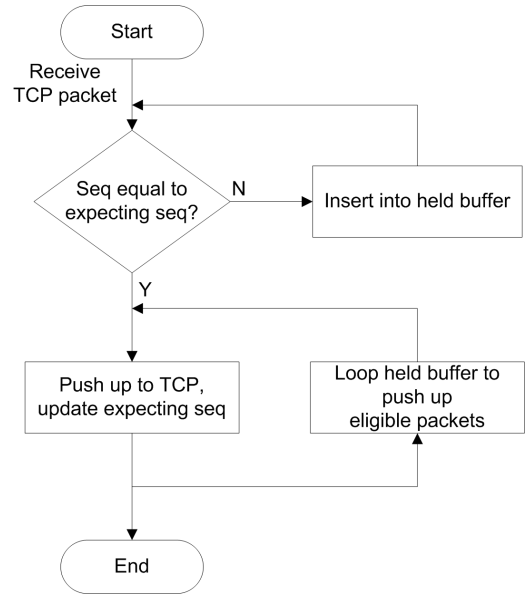 Start
Receive
TCP packet
Seq equal to
expecting seq?
N
Insert into held buffer
Y
Push up to TCP,
update expecting seq
Loop held buffer to
push up
eligible packets
End